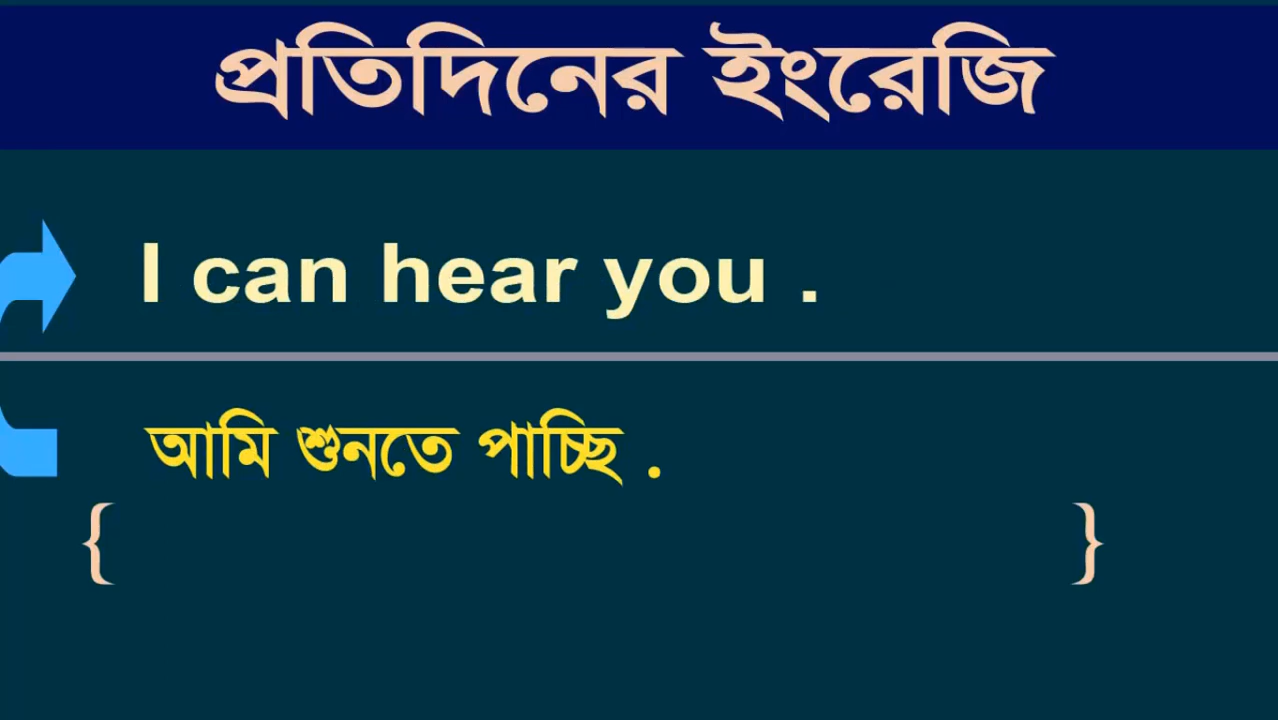 প্রতিদিনের ইংরেজি
I can hear you .
আমি শুনতে পাচ্ছি .
{ }